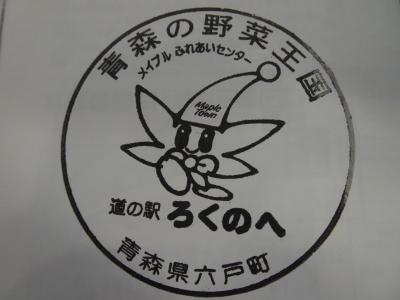 青森の野菜王国
メイプル ふれあいセンター
Maple
Town
道の駅 ろくのへ
青森県六戸町